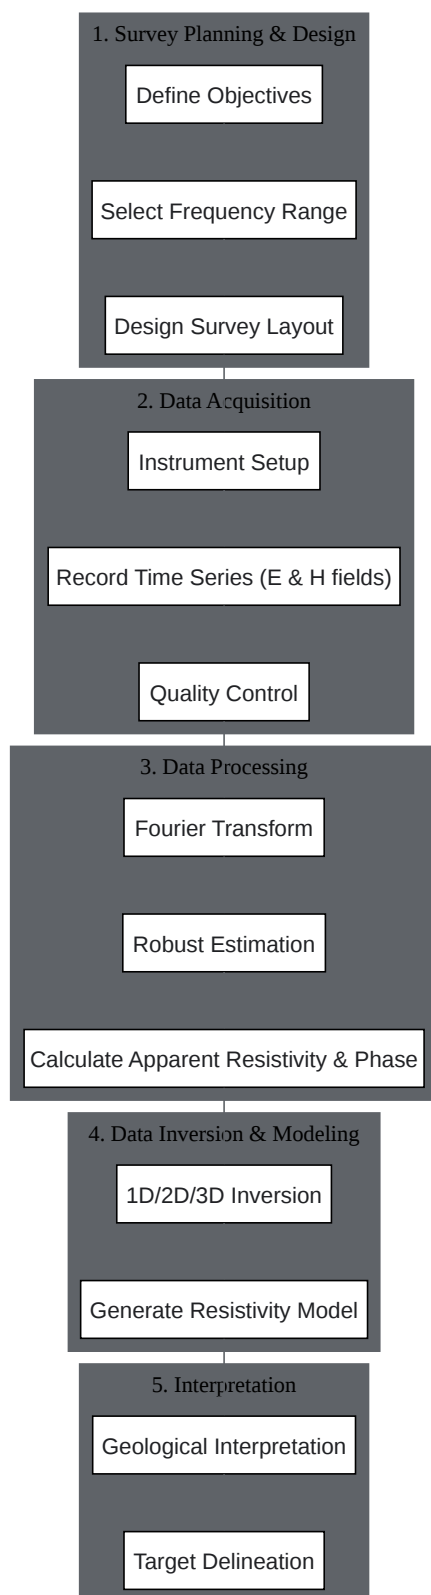 1. Survey Planning & Design
Define Objectives
Select Frequency Range
Design Survey Layout
2. Data Acquisition
Instrument Setup
Record Time Series (E & H fields)
Quality Control
3. Data Processing
Fourier Transform
Robust Estimation
Calculate Apparent Resistivity & Phase
4. Data Inversion & Modeling
1D/2D/3D Inversion
Generate Resistivity Model
5. Interpretation
Geological Interpretation
Target Delineation